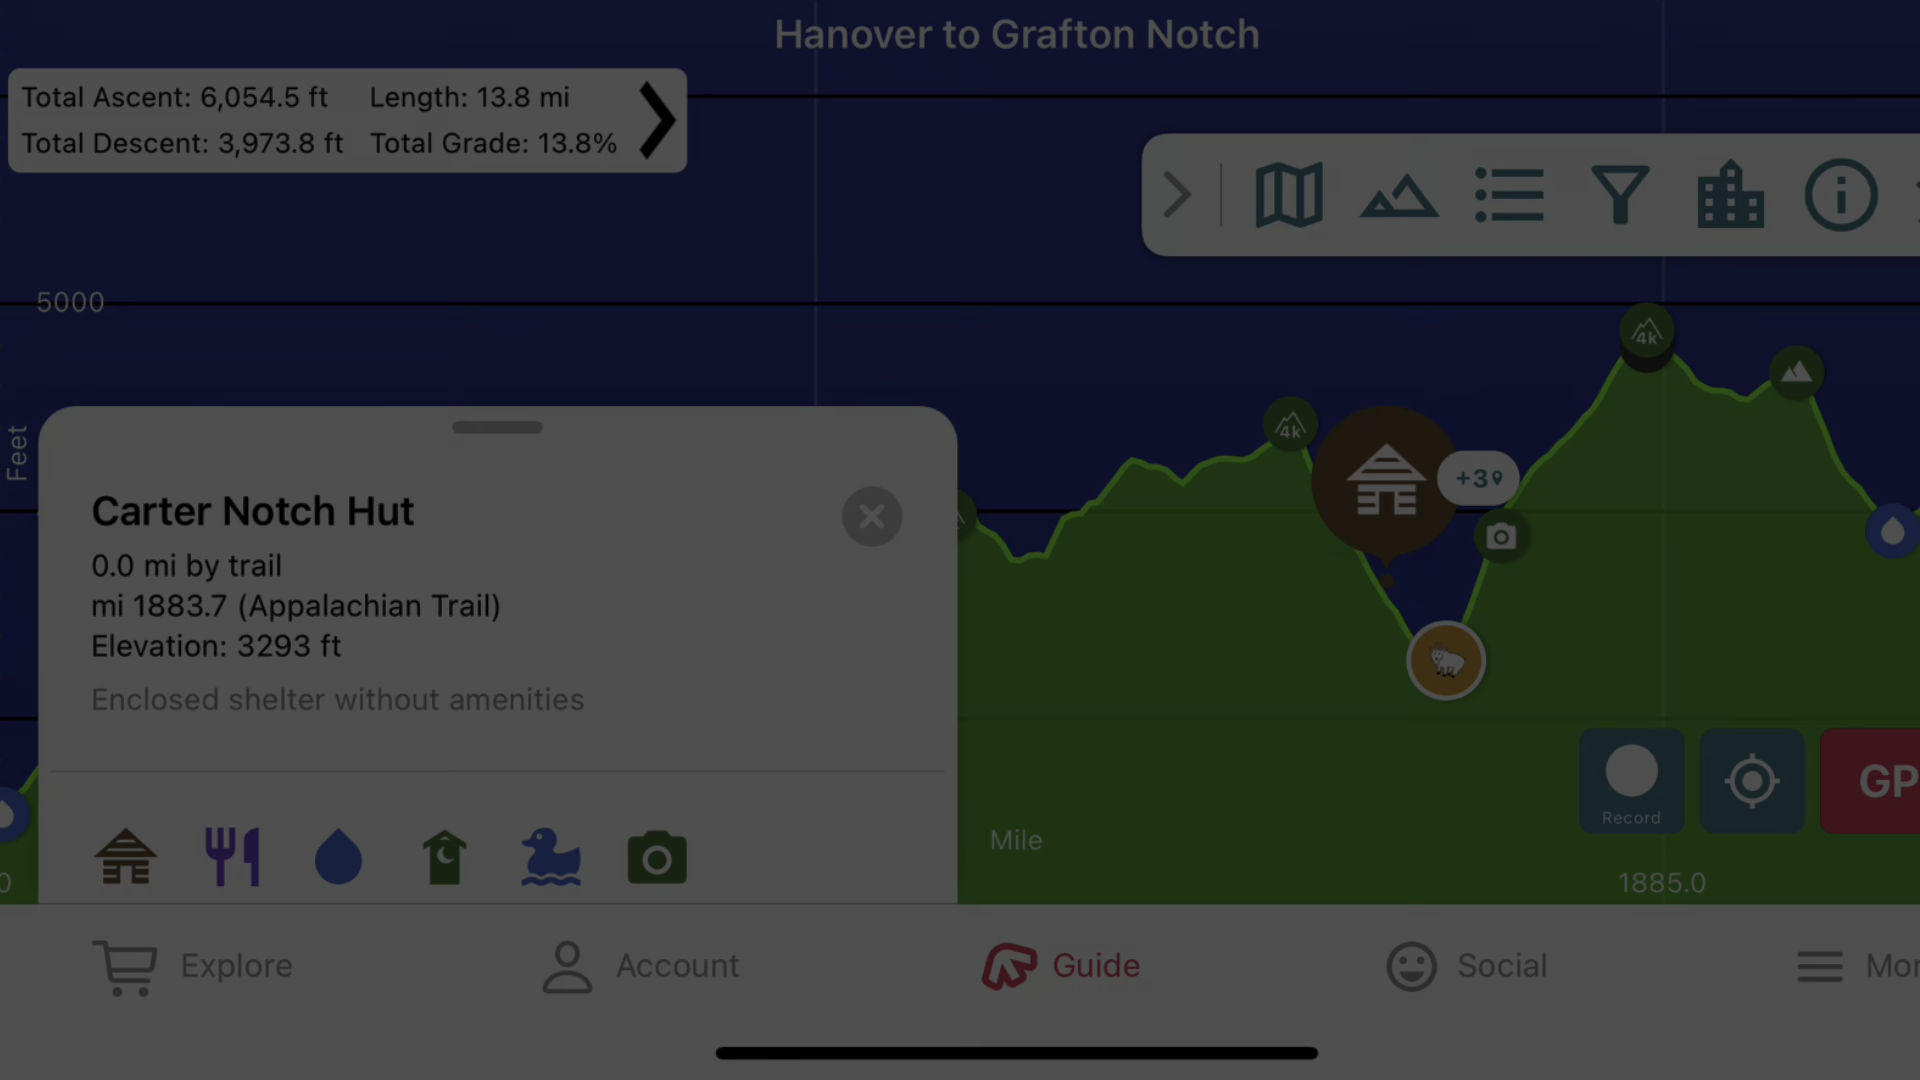 Hanover to Grafton Notch
Total Ascent: 6,054.5 ft Length: 13.8 mi
Total Descent: 3,973.8 ft Total Grade: 13.8%
5000
4k
4k
Feet
+3
Carter Notch Hut
0.0 mi by trail
mi 1883.7 (Appalachian Trail)
Elevation: 3293 ft
Enclosed shelter without amenities
Record
GP
Mile
0
1885.0
Explore
Account
Guide
Social
Mor